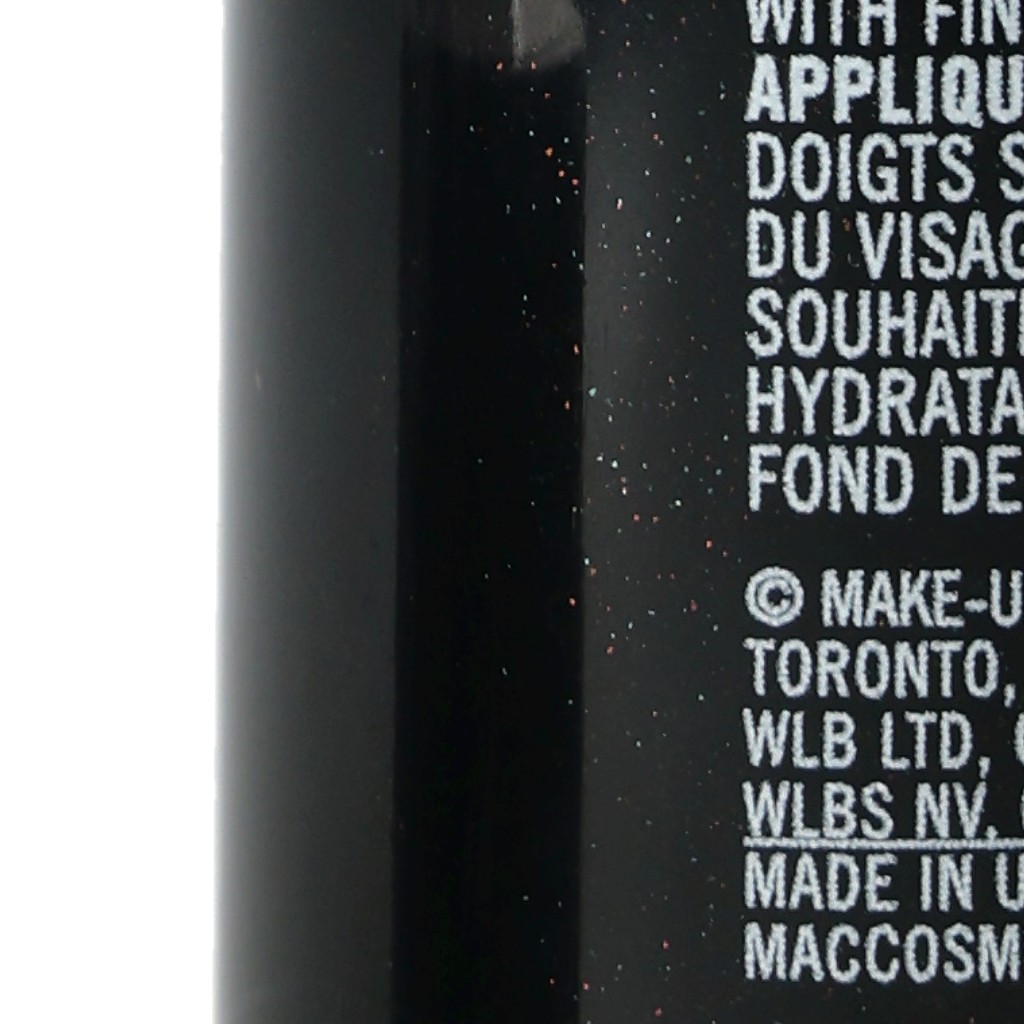 WITH FIN
APPLIQU
DOIGTS S
DU VISAG
SOUHAIT
HYDRATA
FOND DE
© MAKE-U
TORONTO,
WLB LTD,
WLBS NV.
MADE IN U
MACCOSM